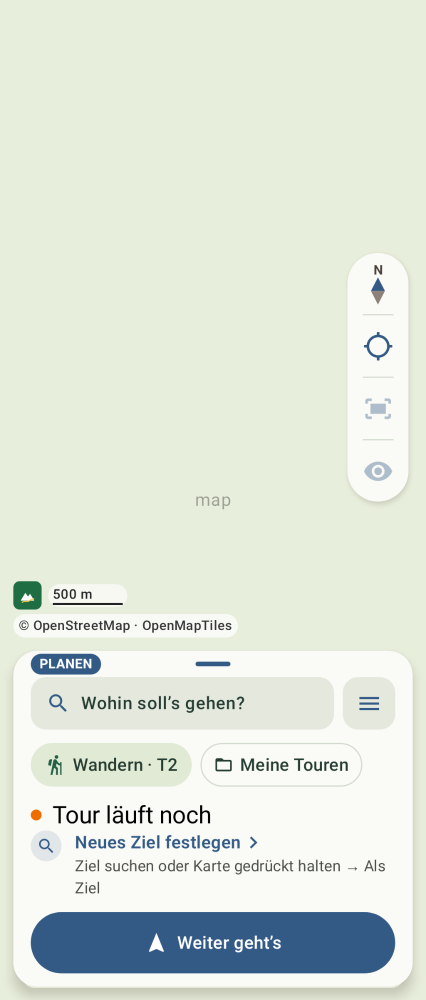 N
map
500 m
© OpenStreetMap · OpenMapTiles
PLANEN
Wohin soll’s gehen?
Wandern · T2
Meine Touren
Tour läuft noch
Neues Ziel festlegen
Ziel suchen oder Karte gedrückt halten → Als
Ziel
Weiter geht’s